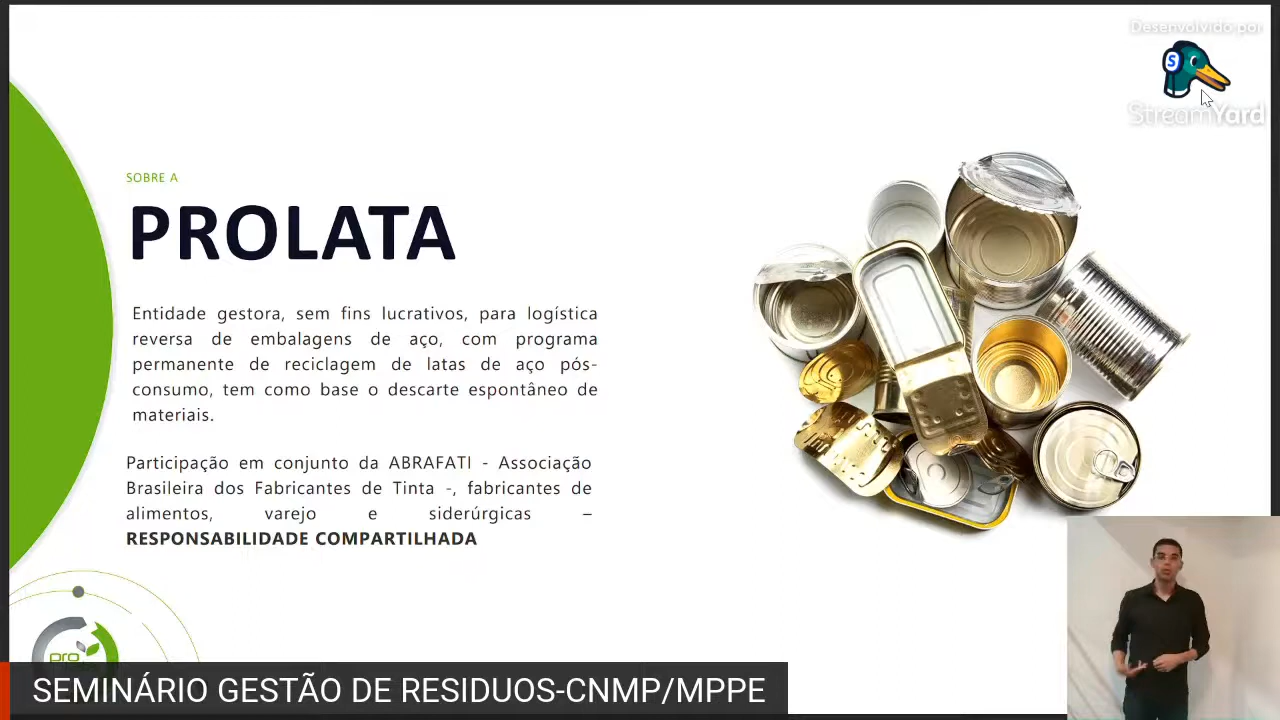 Desenvolvido por
S
StreamYard
SOBRE A
PROLATA
Entidade gestora, sem fins lucrativos, para logística
reversa de embalagens de aço, com programa
permanente de reciclagem de latas de aço pós-
consumo, tem como base o descarte espontâneo de
materiais.
Participação em conjunto da ABRAFATI - Associação
Brasileira dos Fabricantes de Tinta -, fabricantes de
alimentos, varejo e siderúrgicas –
RESPONSABILIDADE COMPARTILHADA
pro
SEMINÁRIO GESTÃO DE RESIDUOS-CNMP/MPPE